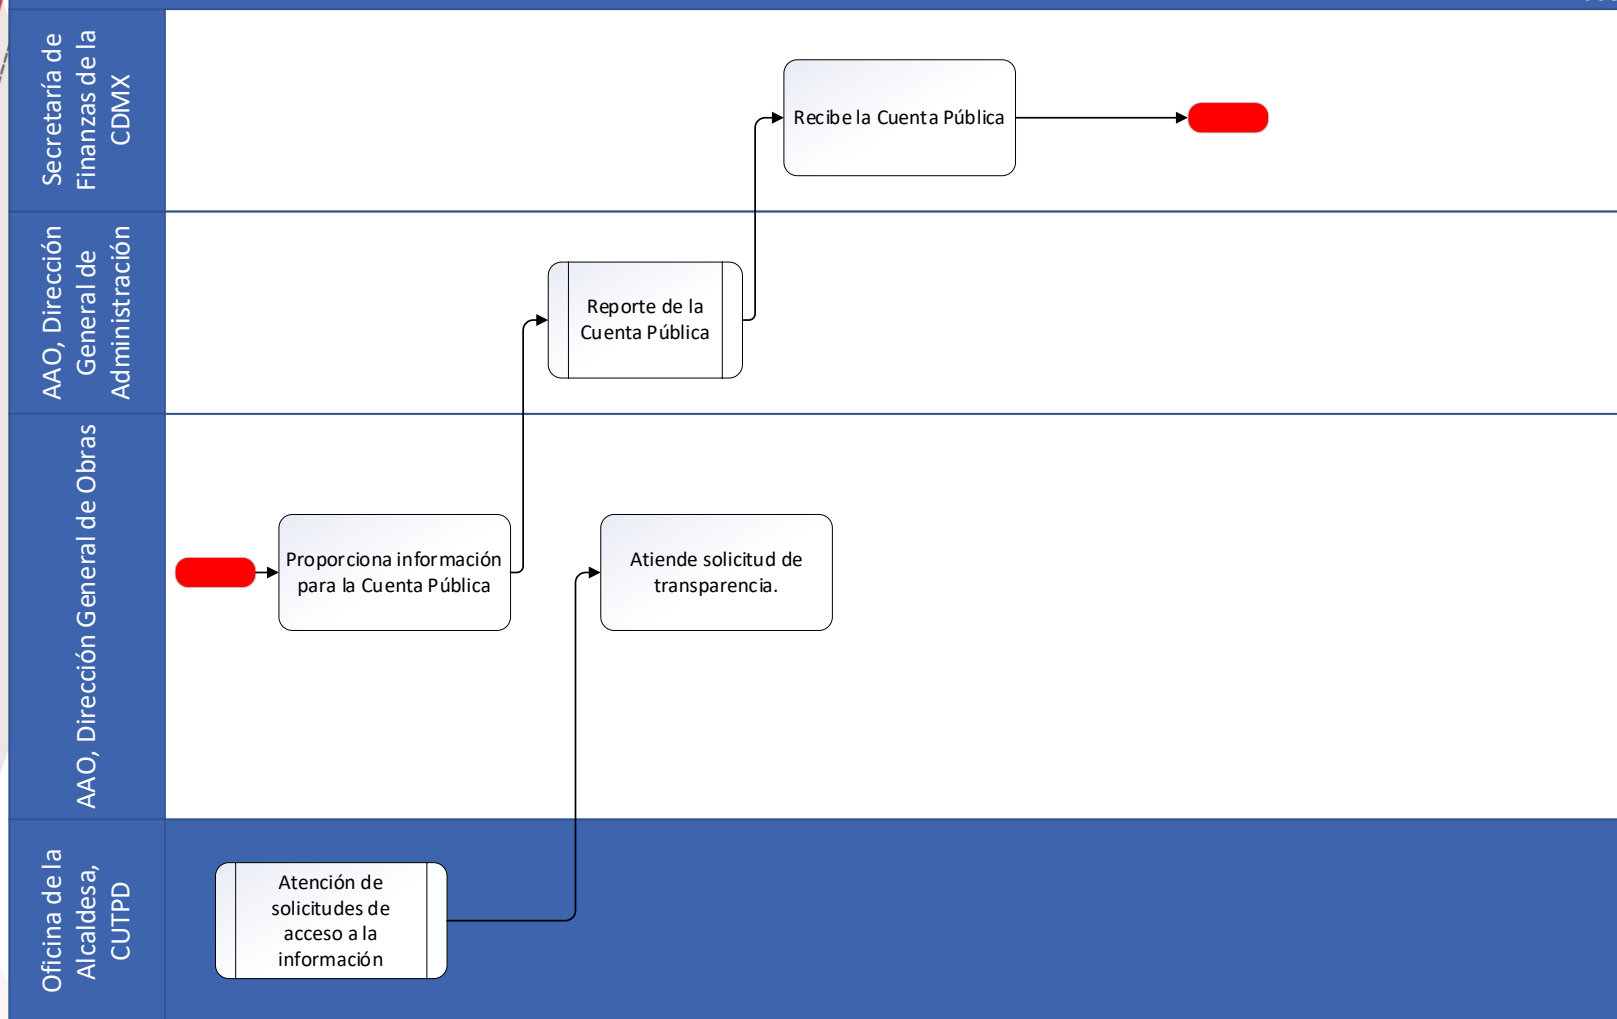 Secretaría de
Finanzas de la
CDMX
Recibe la Cuenta Pública
AAO, Dirección
General de
Administración
Reporte de la
Cuenta Pública
AAO, Dirección General de Obras
Proporciona información
para la Cuenta Pública
Atiende solicitud de
transparencia.
Oficina de la
Alcaldesa,
CUTPD
Atención de
solicitudes de
acceso a la
información